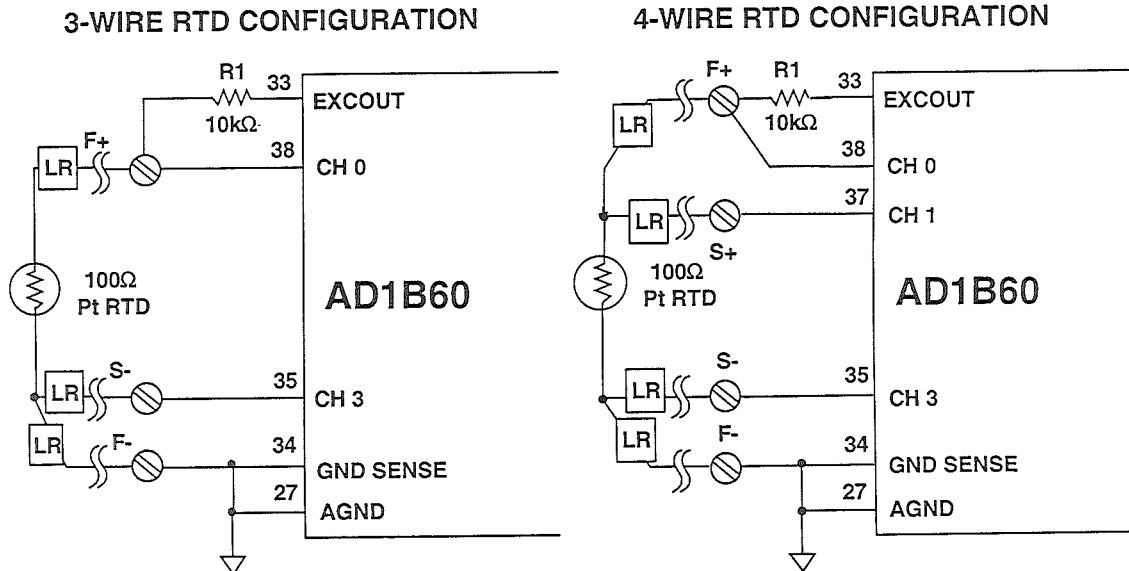 3-WIRE RTD CONFIGURATION
R1
33
EXCOUT
10kΩ
F+
38
LR
CH 0
100Ω
Pt RTD
AD1B60
S-
35
LR
CH 3
LR
F-
34
GND SENSE
27
AGND
4-WIRE RTD CONFIGURATION
F+
R1
33
EXCOUT
LR
10kΩ
38
CH 0
37
LR
CH 1
S+
100Ω
Pt RTD
AD1B60
S-
35
LR
CH 3
LR
F-
34
GND SENSE
27
AGND